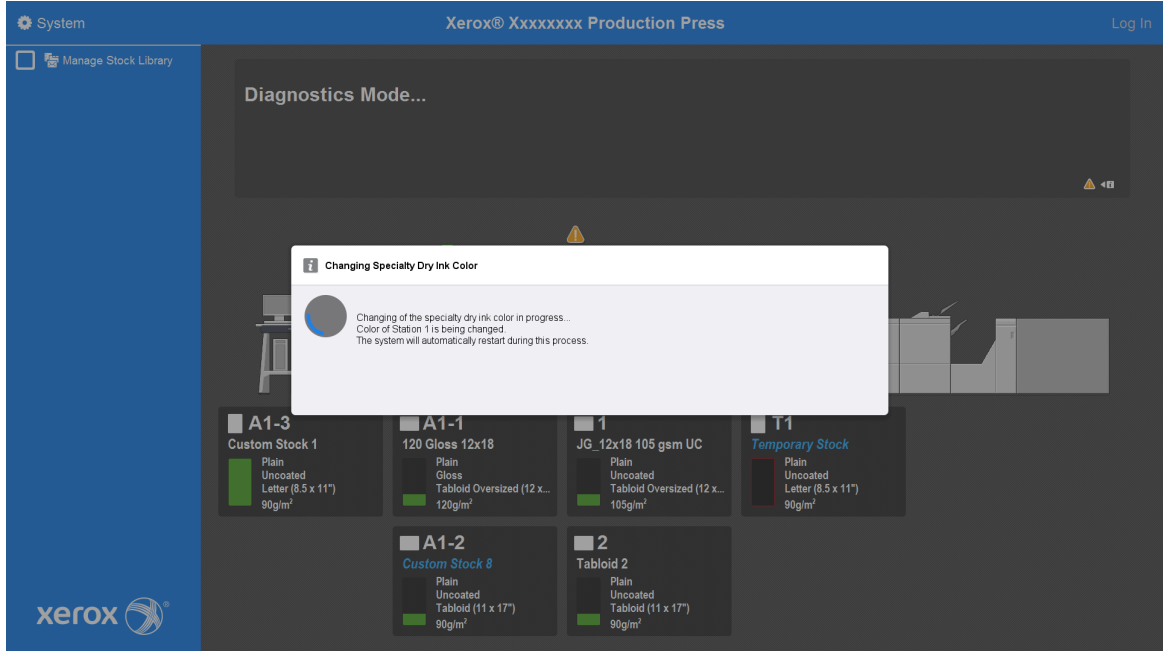 System
Xerox® Xxxxxxxx Production Press
Log In
Manage Stock Library
Diagnostics Mode...
Changing Specialty Dry Ink Color
Changing of the specialty dry ink color in progress...
Color of Station 1 is being changed.
The system will automatically restart during this process.
A1-3
Custom Stock 1
Plain
Uncoated
Letter (8.5 x 11")
90g/m²
A1-1
120 Gloss 12x18
Plain
Gloss
Tabloid Oversized (12 x...
120g/m²
1
JG_12x18 105 gsm UC
Plain
Uncoated
Tabloid Oversized (12 x...
105g/m²
T1
Temporary Stock
Plain
Uncoated
Letter (8.5 x 11")
90g/m²
A1-2
Custom Stock 8
Plain
Uncoated
Tabloid (11 x 17")
90g/m²
2
Tabloid 2
Plain
Uncoated
Tabloid (11 x 17")
90g/m²
xerox®